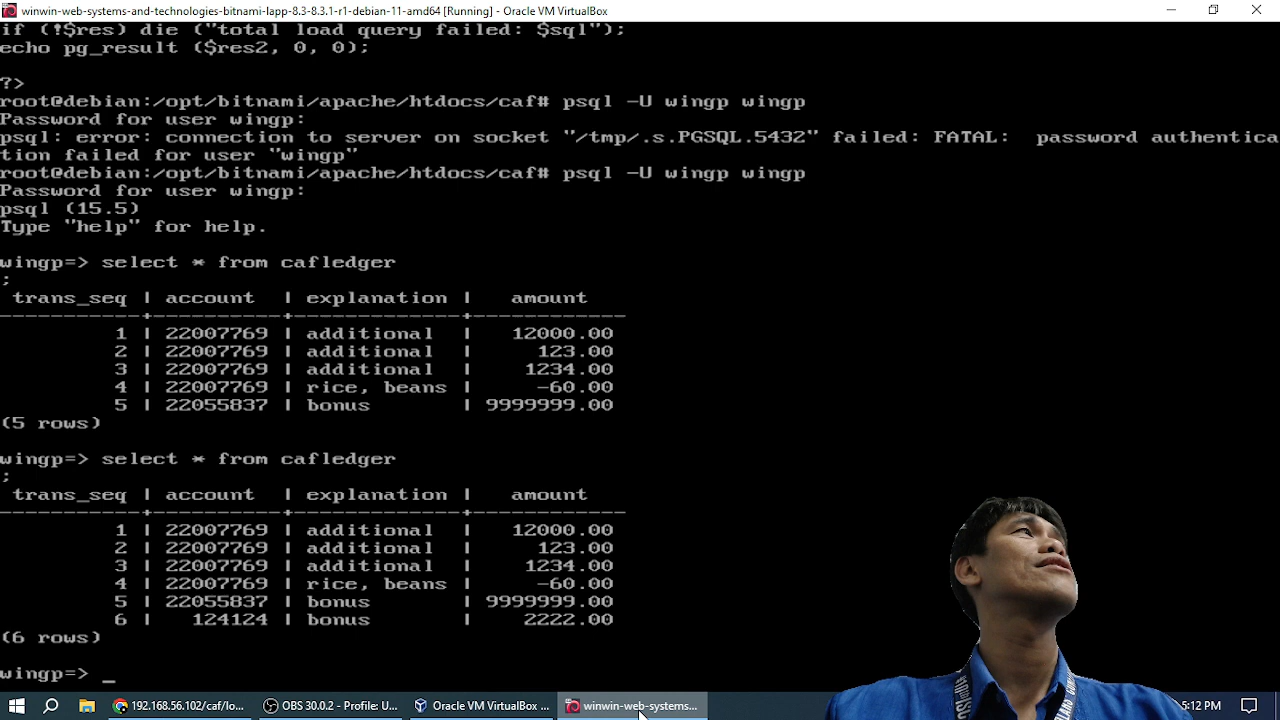 winwin-web-systems-and-technologies-bitnami-lapp-8.3-8.3.1-r1-debian-11-amd64 [Running] - Oracle VM VirtualBox
if (!$res) die ("total load query failed: $sql");
echo pg_result ($res2, 0, 0);
?>
root@debian:/opt/bitnami/apache/htdocs/caf# psql -U wingp wingp
Password for user wingp:
psql: error: connection to server on socket "/tmp/.s.PGSQL.5432" failed: FATAL:  password authentica
tion failed for user "wingp"
root@debian:/opt/bitnami/apache/htdocs/caf# psql -U wingp wingp
Password for user wingp:
psql (15.5)
Type "help" for help.
wingp=> select * from cafledger
;
trans_seq | account | explanation | amount
-----------+----------+-------------+------------
1 | 22007769 | additional | 12000.00
2 | 22007769 | additional | 123.00
3 | 22007769 | additional | 1234.00
4 | 22007769 | rice, beans | -60.00
5 | 22055837 | bonus | 9999999.00
(5 rows)
wingp=> select * from cafledger
;
trans_seq | account | explanation | amount
-----------+----------+-------------+------------
1 | 22007769 | additional | 12000.00
2 | 22007769 | additional | 123.00
3 | 22007769 | additional | 1234.00
4 | 22007769 | rice, beans | -60.00
5 | 22055837 | bonus | 9999999.00
6 | 124124 | bonus | 2222.00
(6 rows)
wingp=> _
192.168.56.102/caf/lo... OBS 30.0.2 - Profile: U... Oracle VM VirtualBox ... winwin-web-systems... 5:12 PM